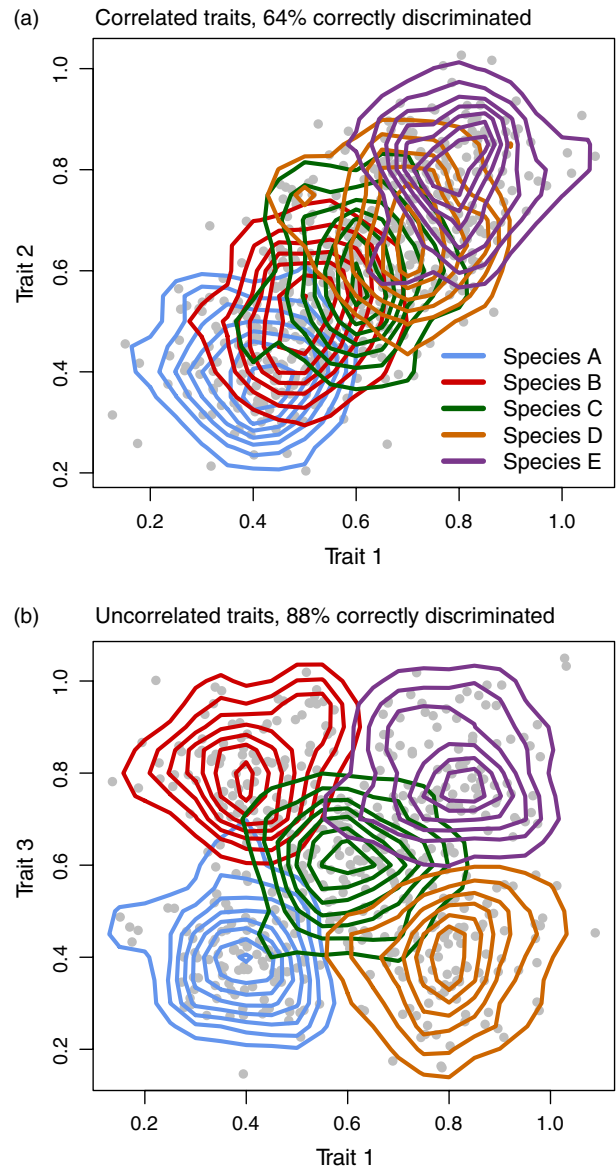 (a) Correlated traits, 64% correctly discriminated
1.0
0.8
0.6
0.4
0.2
Trait 2
Species A
Species B
Species C
Species D
Species E
0.2 0.4 0.6 0.8 1.0
Trait 1
(b) Uncorrelated traits, 88% correctly discriminated
1.0
0.8
0.6
0.4
0.2
Trait 3
0.2 0.4 0.6 0.8 1.0
Trait 1